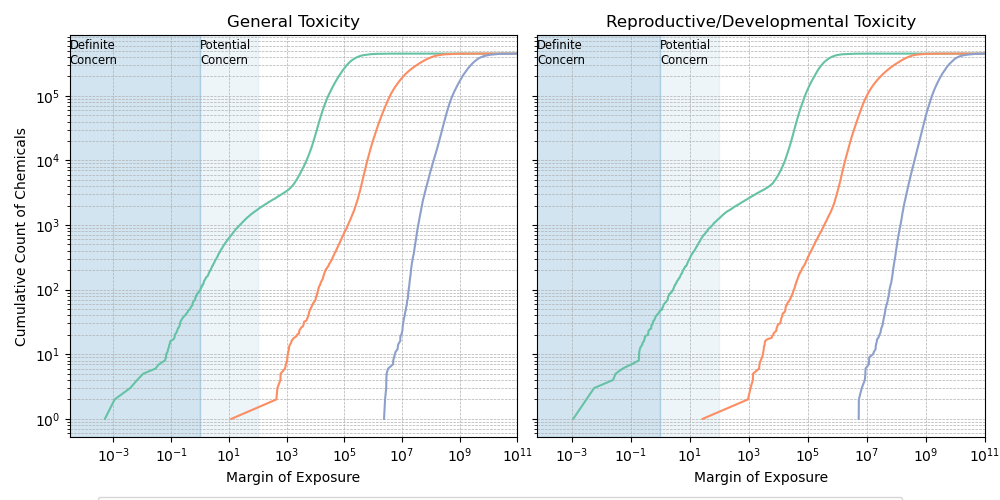 General Toxicity
Reproductive/Developmental Toxicity
Definite
Concern
Potential
Concern
Definite
Concern
Potential
Concern
Cumulative Count of Chemicals
10⁵
10⁴
10³
10²
10¹
10⁰
10⁻³ 10⁻¹ 10¹ 10³ 10⁵ 10⁷ 10⁹ 10¹¹
10⁻³ 10⁻¹ 10¹ 10³ 10⁵ 10⁷ 10⁹ 10¹¹
Margin of Exposure
Margin of Exposure